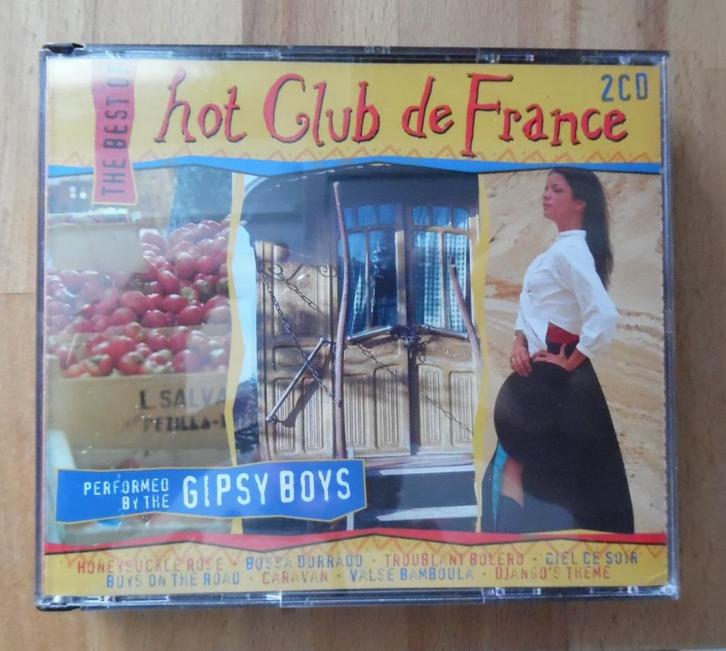 THE BEST OF
hot Club de France
2CD
L. SALVA
PERFORMED
BY THE
GIPSY BOYS
HONEYSUCKLE ROSE · BOSSA DORRADO · TROUBLANT BOLERO · CIEL CE SOIR
BOYS ON THE ROAD · CARAVAN · VALSE BAMBOULA · DJANGO'S THEME